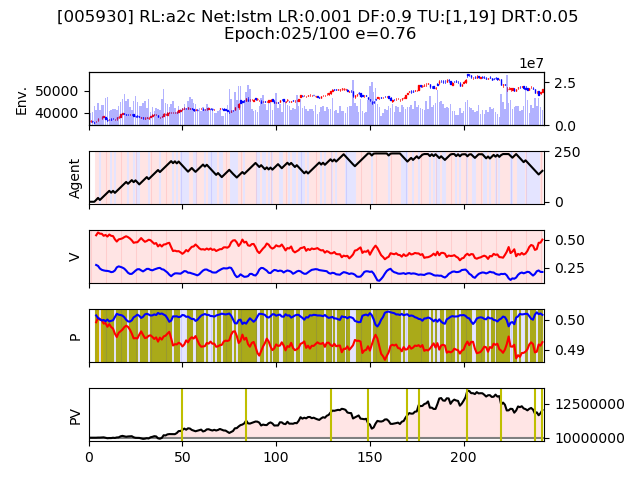 [005930] RL:a2c Net:lstm LR:0.001 DF:0.9 TU:[1,19] DRT:0.05
Epoch:025/100 e=0.76
1e7
Env.
50000
40000
2.5
0.0
Agent
250
0
V
0.50
0.25
P
0.50
0.49
PV
12500000
10000000
0
50
100
150
200